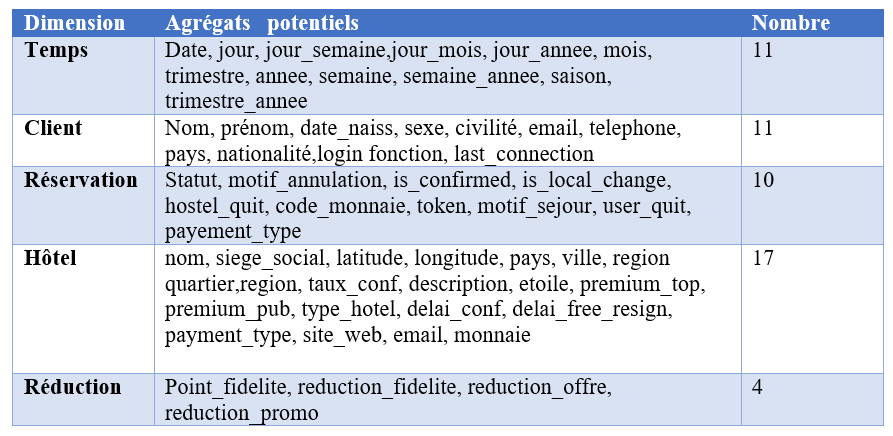 Dimension Agrégats potentiels Nombre
Temps Date, jour, jour_semaine,jour_mois, jour_annee, mois, 11
trimestre, annee, semaine, semaine_annee, saison,
trimestre_annee
Client Nom, prénom, date_naiss, sexe, civilité, email, telephone, 11
pays, nationalité,login fonction, last_connection
Réservation Statut, motif_annulation, is_confirmed, is_local_change, 10
hostel_quit, code_monnaie, token, motif_sejour, user_quit,
payement_type
Hôtel nom, siege_social, latitude, longitude, pays, ville, region 17
quartier,region, taux_conf, description, etoile, premium_top,
premium_pub, type_hotel, delai_conf, delai_free_resign,
payment_type, site_web, email, monnaie
Réduction Point_fidelite, reduction_fidelite, reduction_offre, 4
reduction_promo